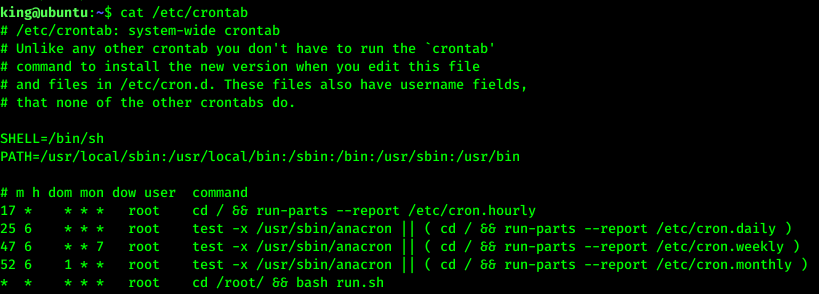 king@ubuntu:~$ cat /etc/crontab
# /etc/crontab: system-wide crontab
# Unlike any other crontab you don't have to run the `crontab'
# command to install the new version when you edit this file
# and files in /etc/cron.d. These files also have username fields,
# that none of the other crontabs do.
SHELL=/bin/sh
PATH=/usr/local/sbin:/usr/local/bin:/sbin:/bin:/usr/sbin:/usr/bin
# m h dom mon dow user  command
17 *    * * *   root    cd / && run-parts --report /etc/cron.hourly
25 6    * * *   root    test -x /usr/sbin/anacron || ( cd / && run-parts --report /etc/cron.daily )
47 6    * * 7   root    test -x /usr/sbin/anacron || ( cd / && run-parts --report /etc/cron.weekly )
52 6    1 * *   root    test -x /usr/sbin/anacron || ( cd / && run-parts --report /etc/cron.monthly )
*  *    * * *   root    cd /root/ && bash run.sh